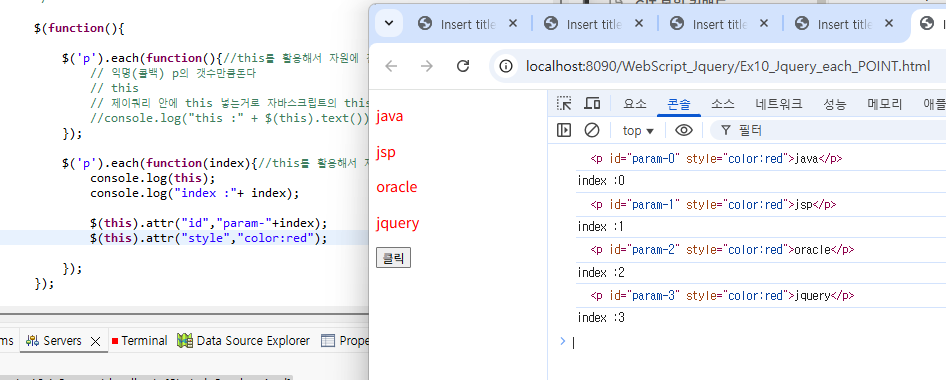 $(function(){
$('p').each(function(){//this를 활용해서 자원에 
// 익명(콜백) p의 갯수만큼돈다
// this
// 제이쿼리 안에 this 넣는거로 자바스크립트의 this
//console.log("this :" + $(this).text())
});
$('p').each(function(index){//this를 활용해서 
console.log(this);
console.log("index :"+ index);
$(this).attr("id","param-"+index);
$(this).attr("style","color:red");
});
});
ms Servers Terminal Data Source Explorer Prope
Insert title Insert title Insert title Insert title
localhost:8090/WebScript_Jquery/Ex10_Jquery_each_POINT.html
java
jsp
oracle
jquery
클릭
요소 콘솔 소스 네트워크 성능 메모리 애플
top 필터
<p id="param-0" style="color:red">java</p>
index :0
<p id="param-1" style="color:red">jsp</p>
index :1
<p id="param-2" style="color:red">oracle</p>
index :2
<p id="param-3" style="color:red">jquery</p>
index :3